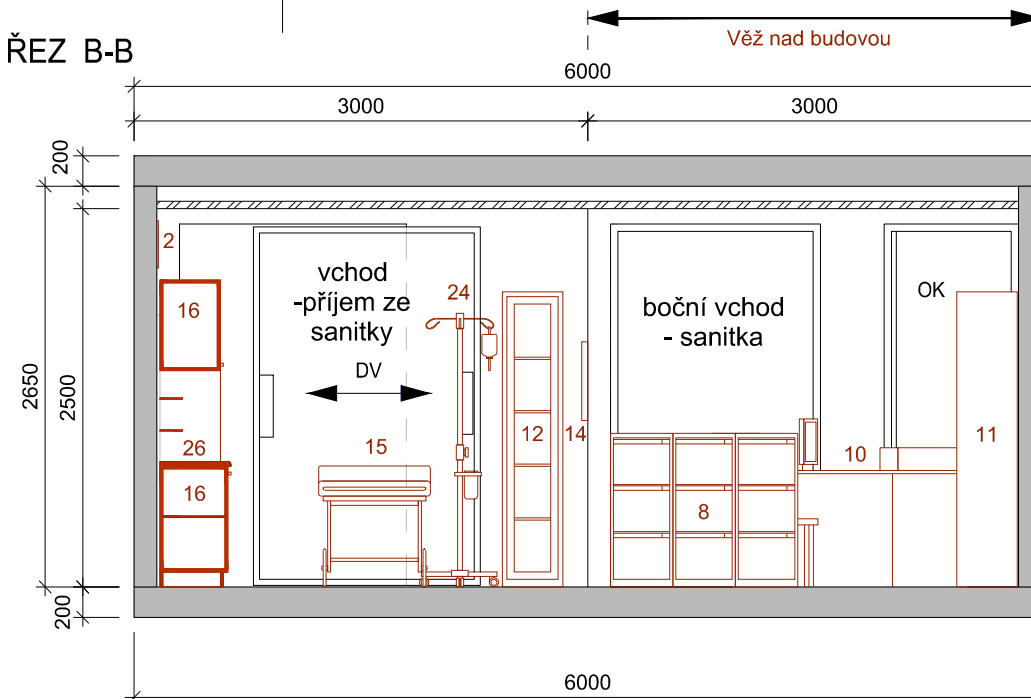 ŘEZ B-B
Věž nad budovou
6000
3000
3000
200
2650
2500
200
2
16
vchod
-příjem ze
sanitky
DV
24
26
16
15
12
14
boční vchod
- sanitka
OK
8
10
11
6000